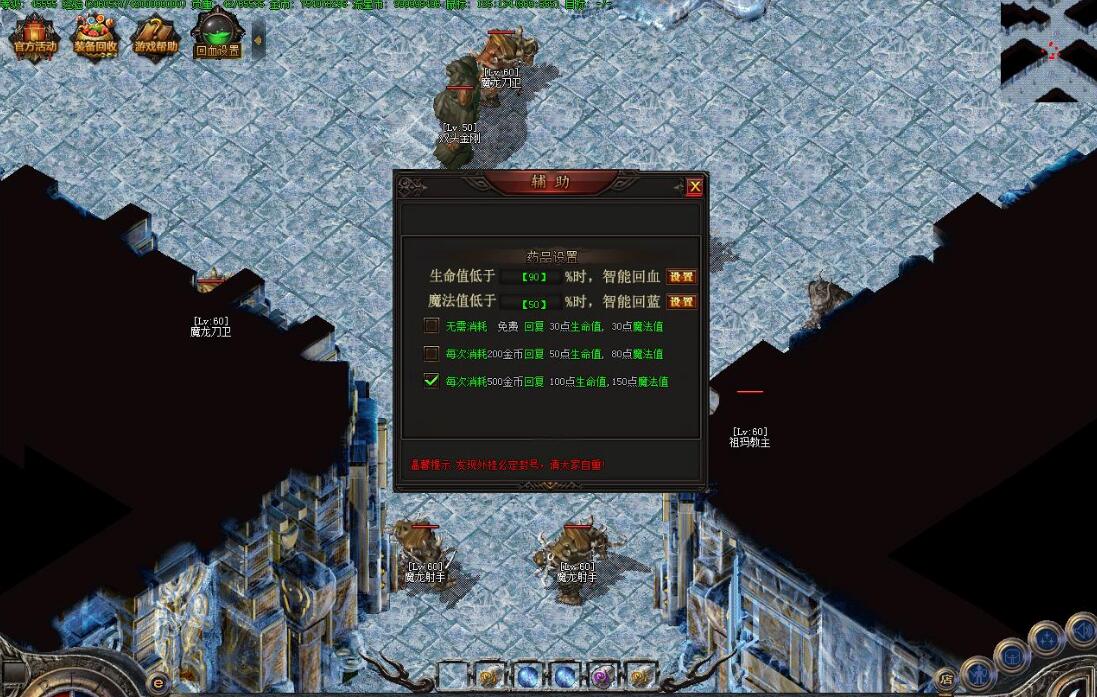 官方活动
装备回收
游戏帮助
回血设置
[Lv:60]
魔龙刀卫
[Lv:50]
双头金刚
辅助
X
药品设置
生命值低于 【90】 %时，智能回血 设置
魔法值低于 【50】 %时，智能回蓝 设置
无需消耗 免费 回复 30点生命值, 30点魔法值
每次消耗200金币回复 50点生命值, 80点魔法值
每次消耗500金币回复 100点生命值,150点魔法值
[Lv:60]
魔龙刀卫
[Lv:60]
祖玛教主
温馨提示:发现外挂必定封号，请大家自重!
[Lv:60]
魔龙射手
[Lv:60]
魔龙射手
店